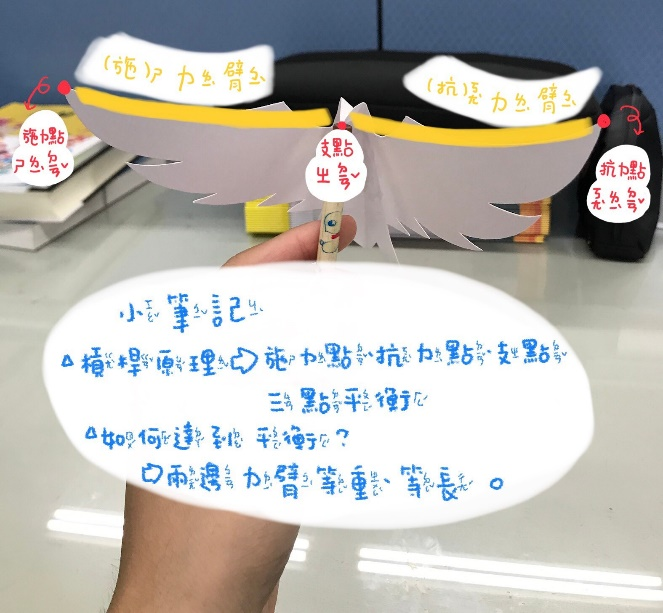 (施)ㄕ力臂
(抗)ㄎ力臂
施力點
支點
抗力點
小筆記
△槓桿原理⇨施力點、抗力點、支點
三點平衡
△如何達到平衡?
⇨兩邊力臂等重、等長。